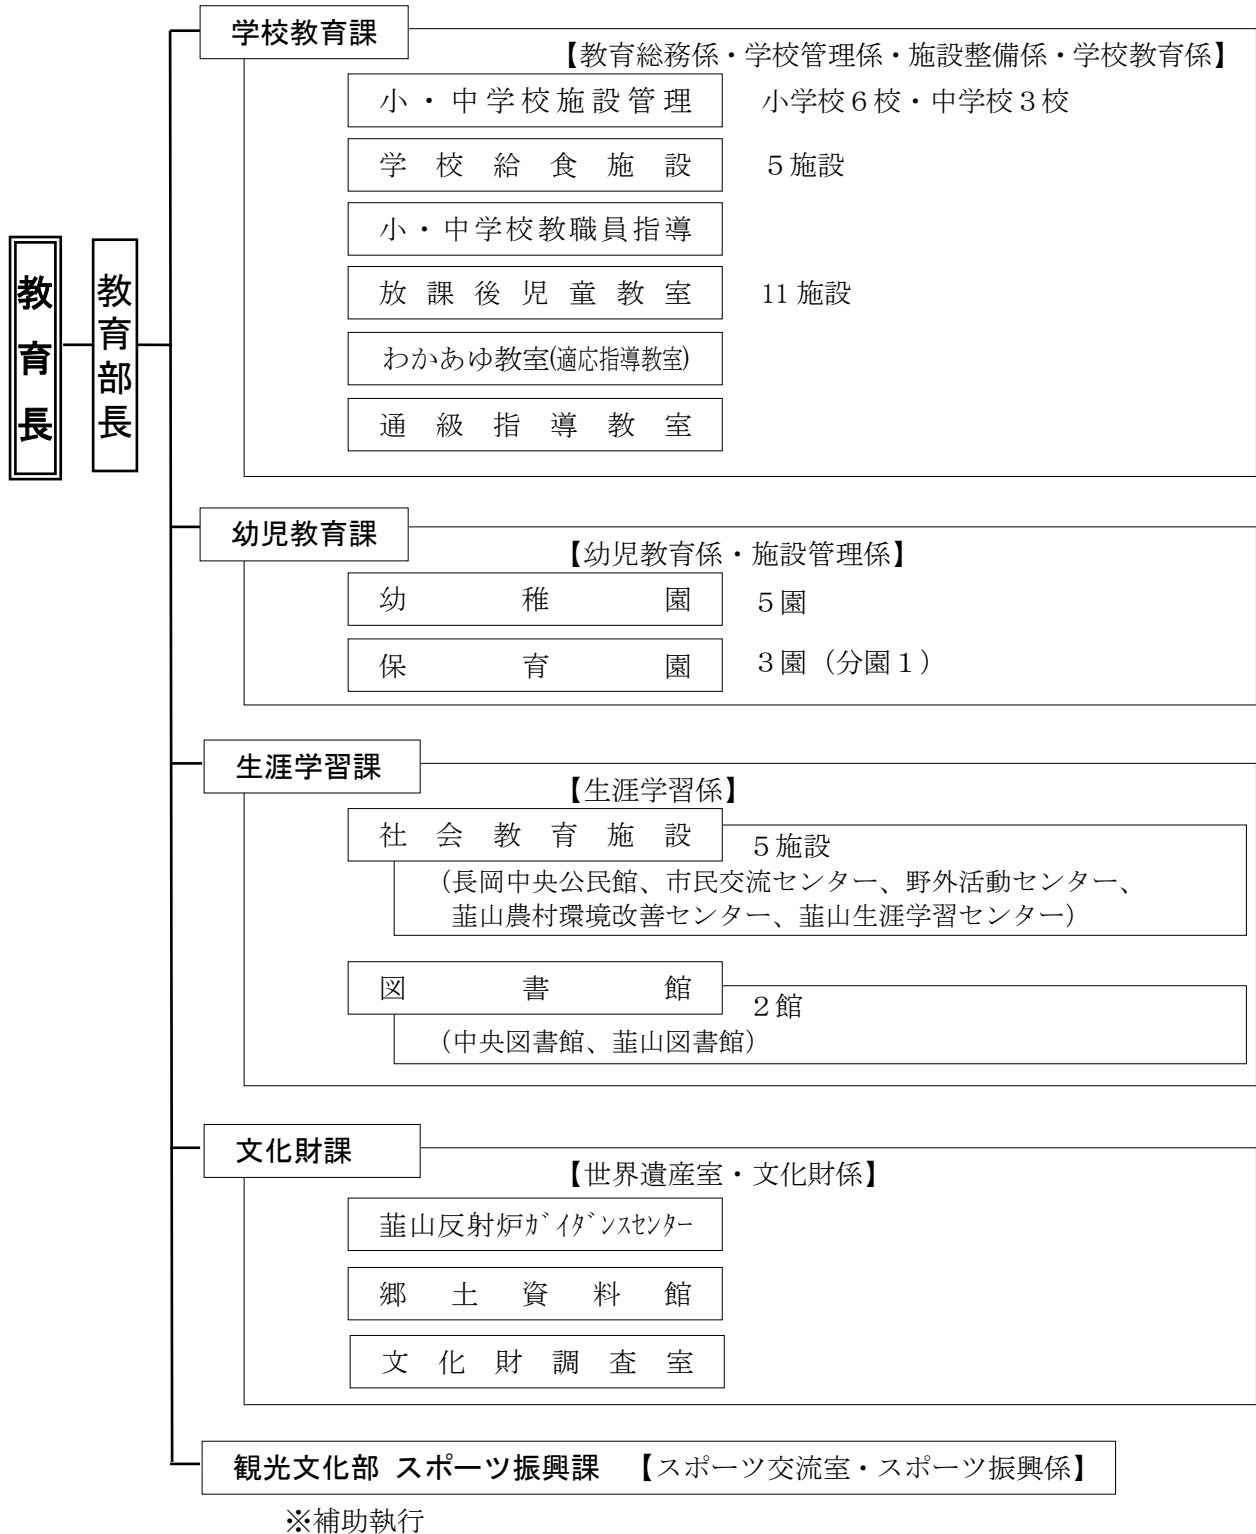 教育長
教育部長
学校教育課
【教育総務係・学校管理係・施設整備係・学校教育係】
小・中学校施設管理 小学校６校・中学校３校
学校給食施設 ５施設
小・中学校教職員指導
放課後児童教室 11施設
わかあゆ教室(適応指導教室)
通級指導教室
幼児教育課
【幼児教育係・施設管理係】
幼稚園 ５園
保育園 ３園（分園１）
生涯学習課
【生涯学習係】
社会教育施設 ５施設
（長岡中央公民館、市民交流センター、野外活動センター、
韮山農村環境改善センター、韮山生涯学習センター）
図書館 ２館
（中央図書館、韮山図書館）
文化財課
【世界遺産室・文化財係】
韮山反射炉ｶﾞｲﾀﾞﾝｽｾﾝﾀｰ
郷土資料館
文化財調査室
観光文化部 スポーツ振興課 【スポーツ交流室・スポーツ振興係】
※補助執行